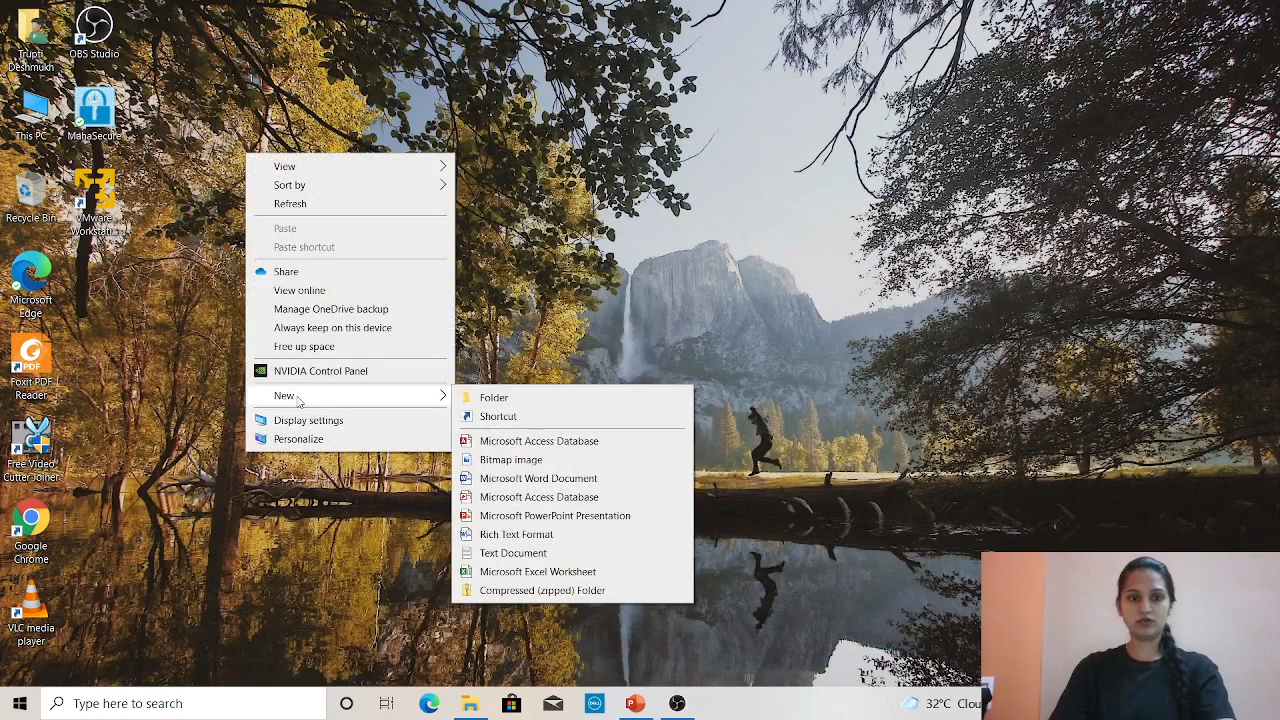 Trupti
Deshmukh
OBS Studio
This PC
MahaSecure
Recycle Bin
VMware
Workstati...
Microsoft
Edge
PDF
Foxit PDF
Reader
Free Video
Cutter Joiner
Google
Chrome
VLC media
player
View
Sort by
Refresh
Paste
Paste shortcut
Share
View online
Manage OneDrive backup
Always keep on this device
Free up space
NVIDIA Control Panel
New
Display settings
Personalize
Folder
Shortcut
Microsoft Access Database
Bitmap image
Microsoft Word Document
Microsoft Access Database
Microsoft PowerPoint Presentation
Rich Text Format
Text Document
Microsoft Excel Worksheet
Compressed (zipped) Folder
Type here to search
DELL
32°C Clou